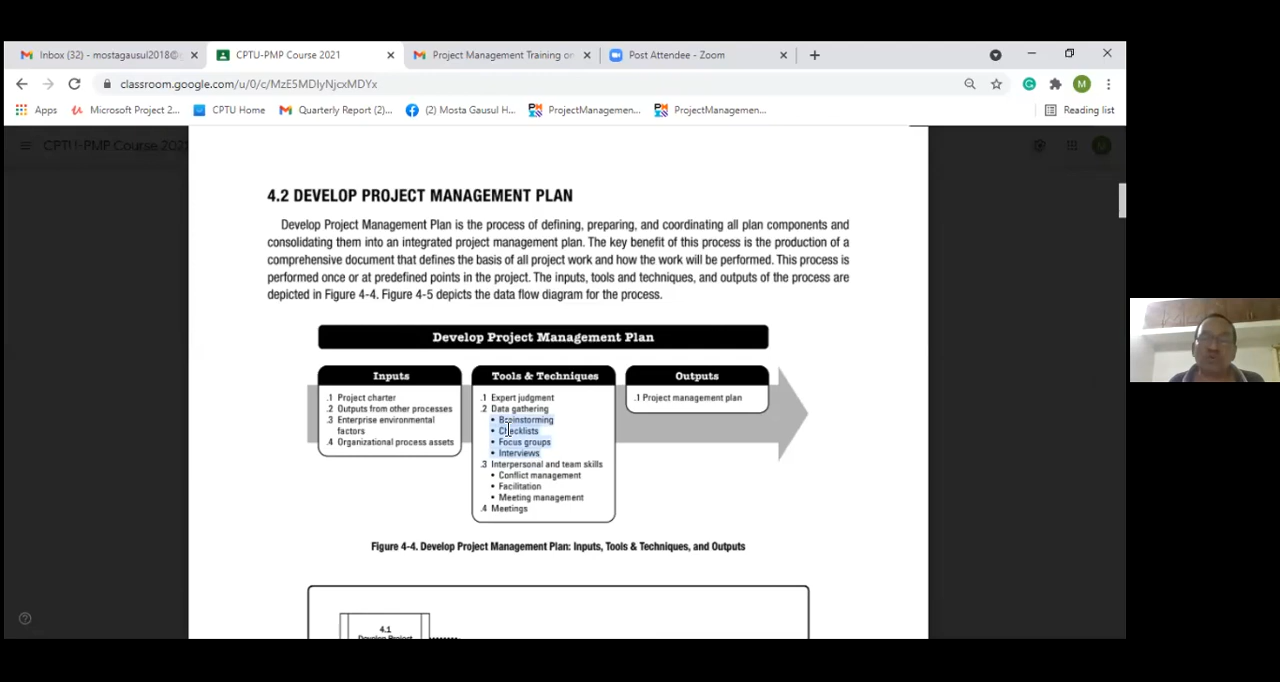 Inbox (32) - mostagausul2018@
CPTU-PMP Course 2021
Project Management Training on
Post Attendee - Zoom
classroom.google.com/u/0/c/MzE5MDIyNjcxMDYx
Apps
Microsoft Project 2...
CPTU Home
Quarterly Report (2)...
(2) Mosta Gausul H...
ProjectManagemen...
ProjectManagemen...
Reading list
CPTU-PMP Course 2021
4.2 DEVELOP PROJECT MANAGEMENT PLAN
Develop Project Management Plan is the process of defining, preparing, and coordinating all plan components and
consolidating them into an integrated project management plan. The key benefit of this process is the production of a
comprehensive document that defines the basis of all project work and how the work will be performed. This process is
performed once or at predefined points in the project. The inputs, tools and techniques, and outputs of the process are
depicted in Figure 4-4. Figure 4-5 depicts the data flow diagram for the process.
Develop Project Management Plan
Inputs
.1 Project charter
.2 Outputs from other processes
.3 Enterprise environmental
factors
.4 Organizational process assets
Tools & Techniques
.1 Expert judgment
.2 Data gathering
• Brainstorming
• Checklists
• Focus groups
• Interviews
.3 Interpersonal and team skills
• Conflict management
• Facilitation
• Meeting management
.4 Meetings
Outputs
.1 Project management plan
Figure 4-4. Develop Project Management Plan: Inputs, Tools & Techniques, and Outputs
4.1
Develop Project